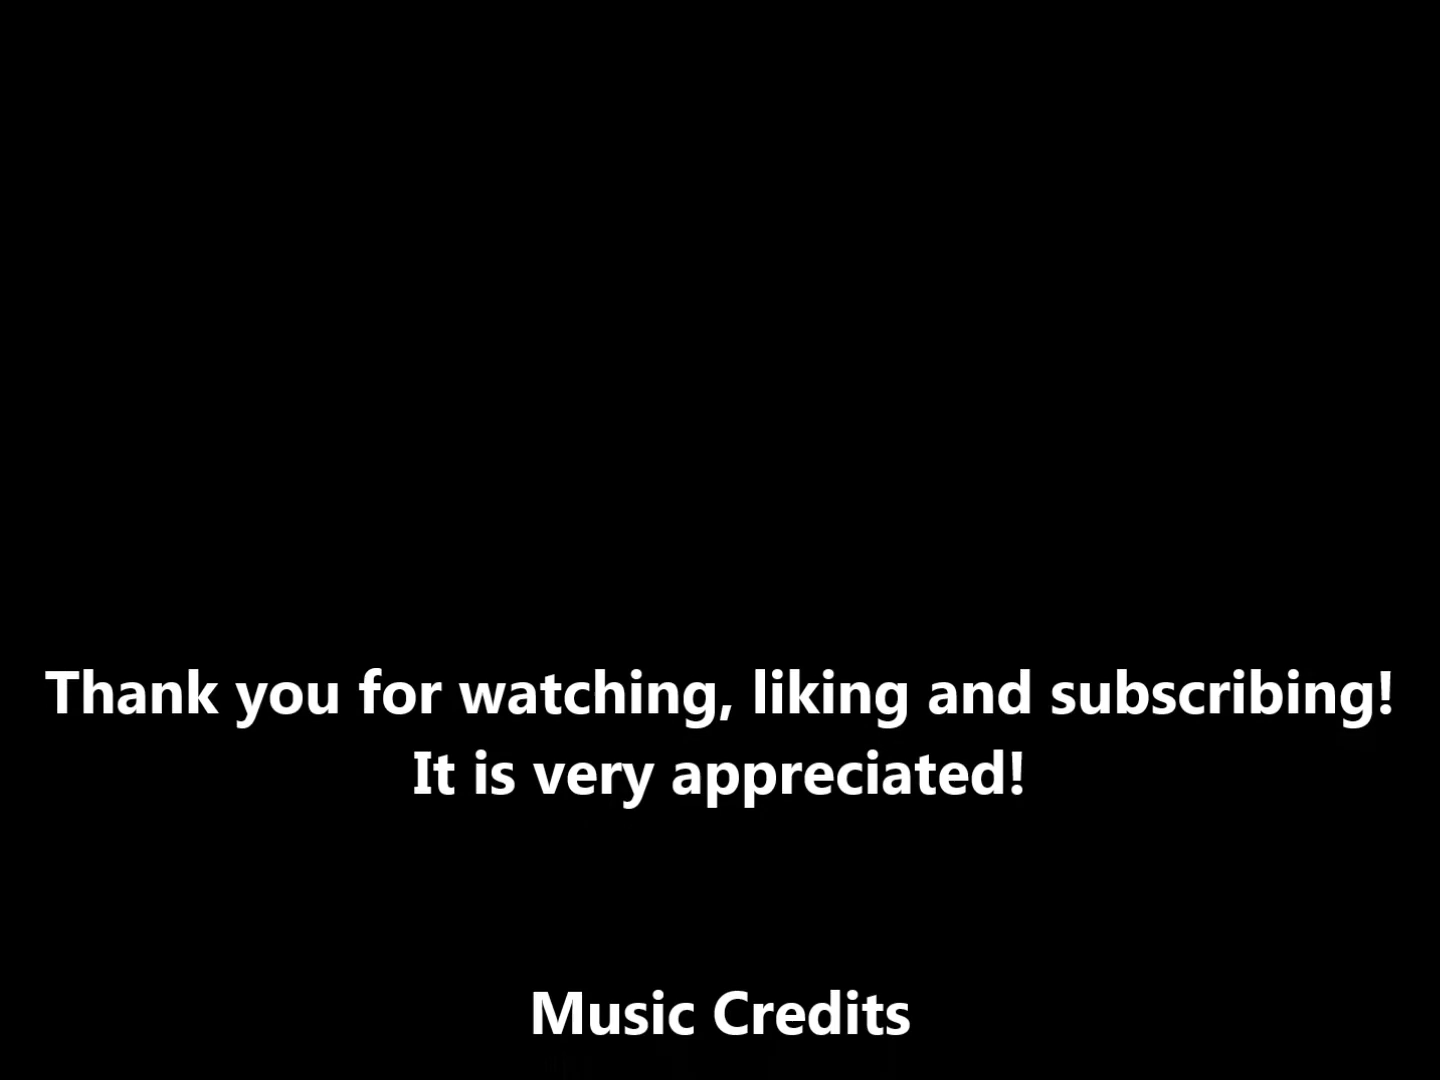 Thank you for watching, liking and subscribing!
It is very appreciated!
Music Credits